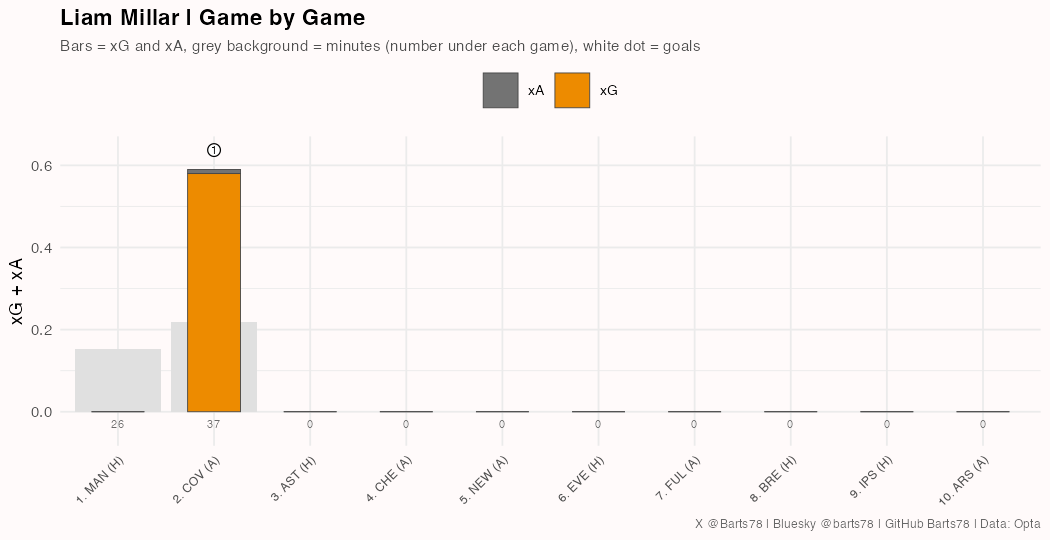 Liam Millar | Game by Game
Bars = xG and xA, grey background = minutes (number under each game), white dot = goals
xA xG
xG + xA
0.6
0.4
0.2
0.0
1
26 37 0 0 0 0 0 0 0 0
1. MAN (H) 2. COV (A) 3. AST (H) 4. CHE (A) 5. NEW (A) 6. EVE (H) 7. FUL (A) 8. BRE (H) 9. IPS (H) 10. ARS (A)
X @Barts78 | Bluesky @barts78 | GitHub Barts78 | Data: Opta